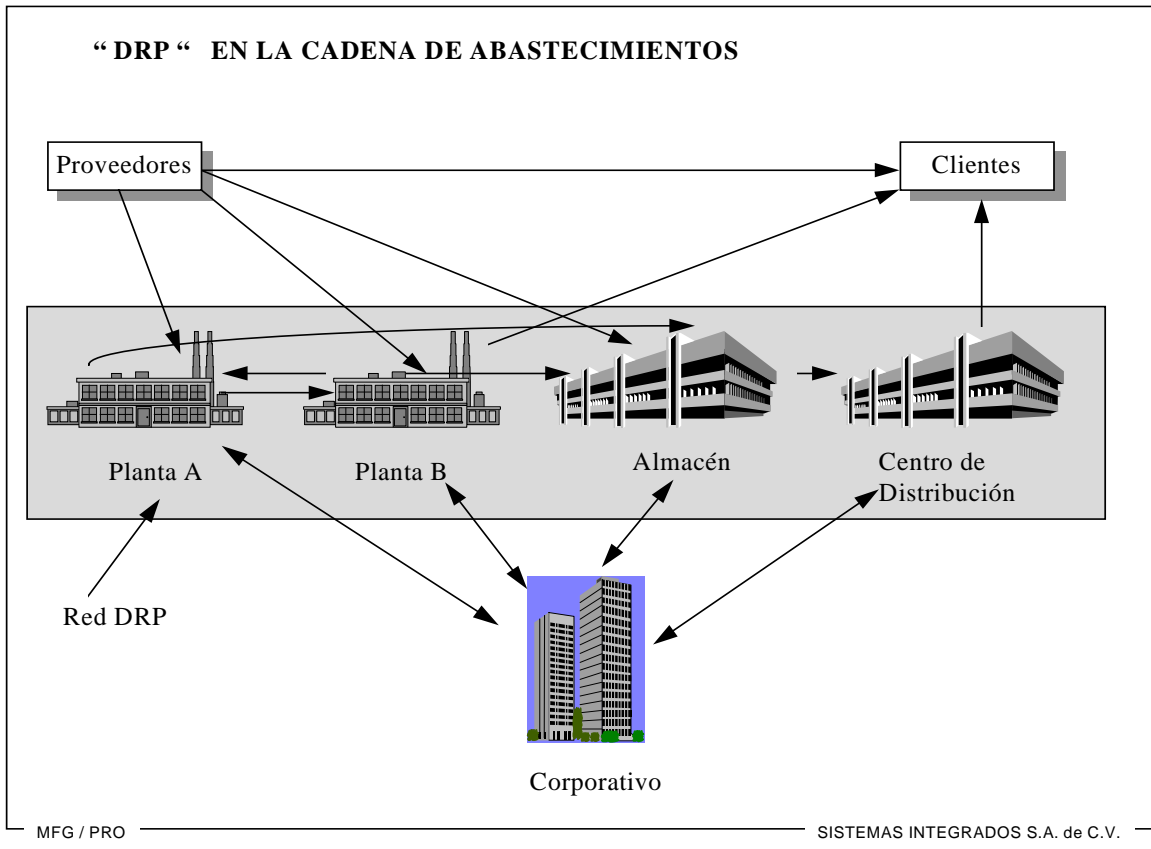 “ DRP “ EN LA CADENA DE ABASTECIMIENTOS
Proveedores
Clientes
Planta A
Planta B
Almacén
Centro de
Distribución
Red DRP
Corporativo
MFG / PRO
SISTEMAS INTEGRADOS S.A. de C.V.